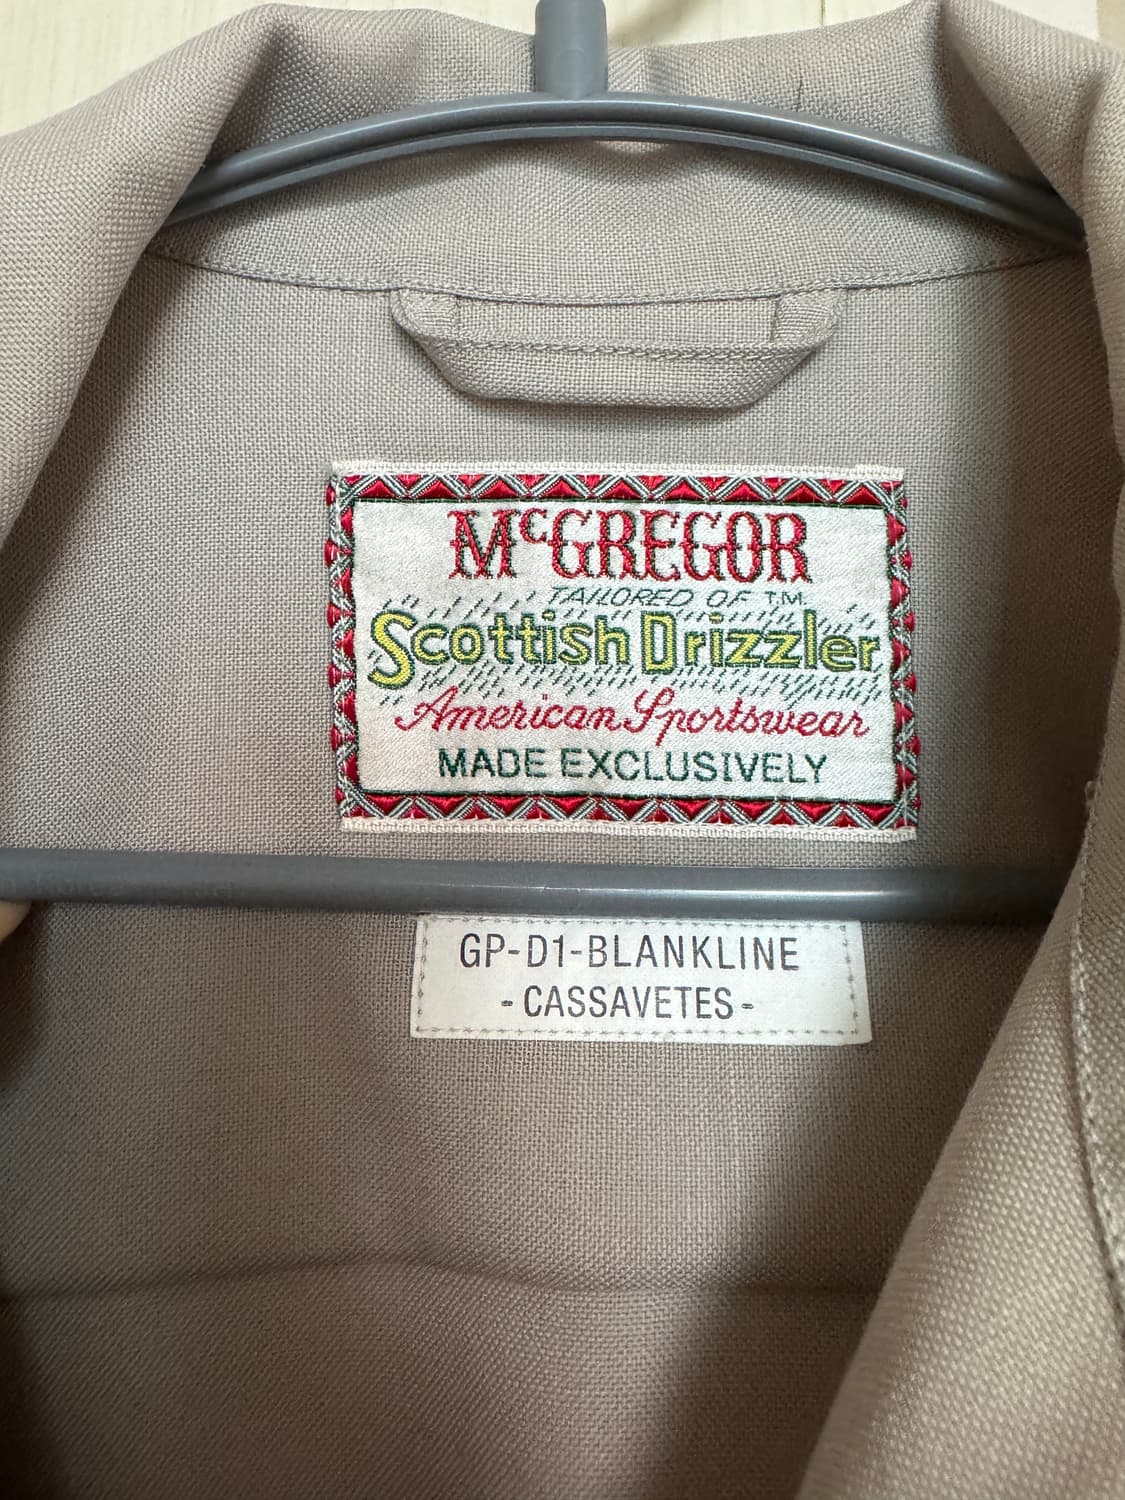 McGREGOR
TAILORED OF T.M.
Scottish Drizzler
American Sportswear
MADE EXCLUSIVELY
GP-D1-BLANKLINE
-CASSAVETES-